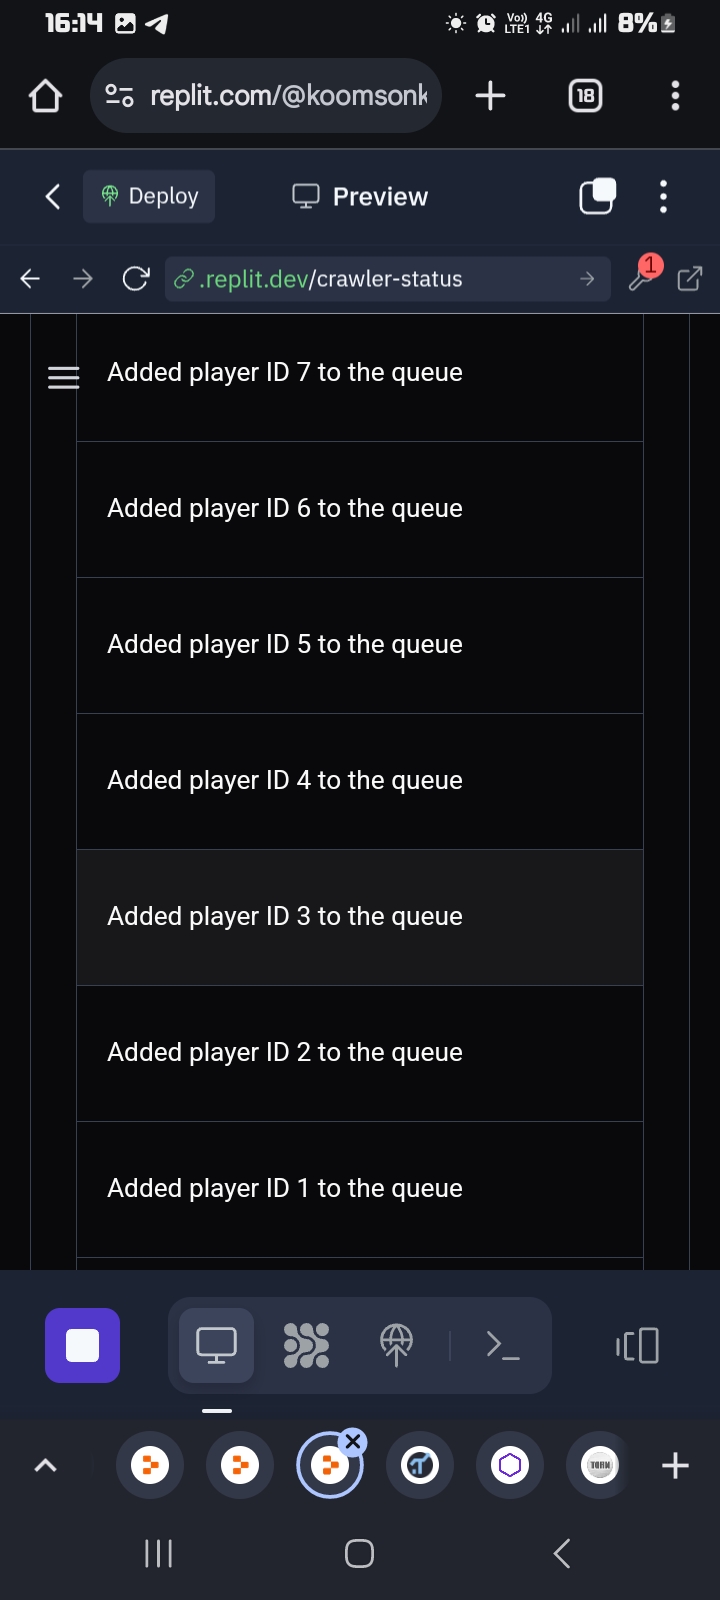 16:14
Vo)) 4G
LTE1
8%
replit.com/@koomsonk
18
Deploy
Preview
1
.replit.dev/crawler-status
Added player ID 7 to the queue
Added player ID 6 to the queue
Added player ID 5 to the queue
Added player ID 4 to the queue
Added player ID 3 to the queue
Added player ID 2 to the queue
Added player ID 1 to the queue
TORN